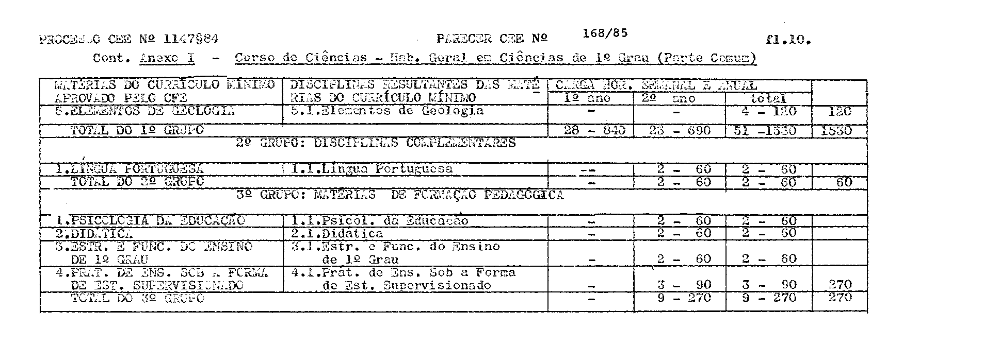 PROCESSO CEE Nº 1147§84 PARECER CEE Nº 168/85 fl.10.
Cont. Anexo I - Curso de Ciências - Hab. Geral em Ciências de 1º Grau (Parte Comum)
MATÉRIAS DO CURRÍCULO MÍNIMO DISCIPLINAS RESULTANTES DAS MATÉ CARGA HOR. SEMANAL E ANUAL
APROVADO PELO CFE RIAS DO CURRÍCULO MÍNIMO 1º ano 2º ano total
5.ELEMENTOS DE GEOLOGIA 5.1.Elementos de Geologia - - 4 - 120 120
TOTAL DO 1º GRUPO 28 - 840 23 - 690 51 -1530 1530
2º GRUPO: DISCIPLINAS COMPLEMENTARES
1.LÍNGUA PORTUGUESA 1.1.Língua Portuguesa -- 2 - 60 2 - 60
TOTAL DO 2º GRUPO - 2 - 60 2 - 60 60
3º GRUPO: MATÉRIAS DE FORMAÇÃO PEDAGÓGICA
1.PSICOLOGIA DA EDUCAÇÃO 1.1.Psicol. da Educação - 2 - 60 2 - 60
2.DIDÁTICA 2.1.Didática - 2 - 60 2 - 60
3.ESTR. E FUNC. DO ENSINO 3.1.Estr. e Func. do Ensino
DE 1º GRAU de 1º Grau - 2 - 60 2 - 60
4.PRÁT. DE ENS. SOB A FORMA 4.1.Prát. de Ens. Sob a Forma
DE EST. SUPERVISIONADO de Est. Supervisionado - 3 - 90 3 - 90 270
TOTAL DO 3º GRUPO - 9 - 270 9 - 270 270